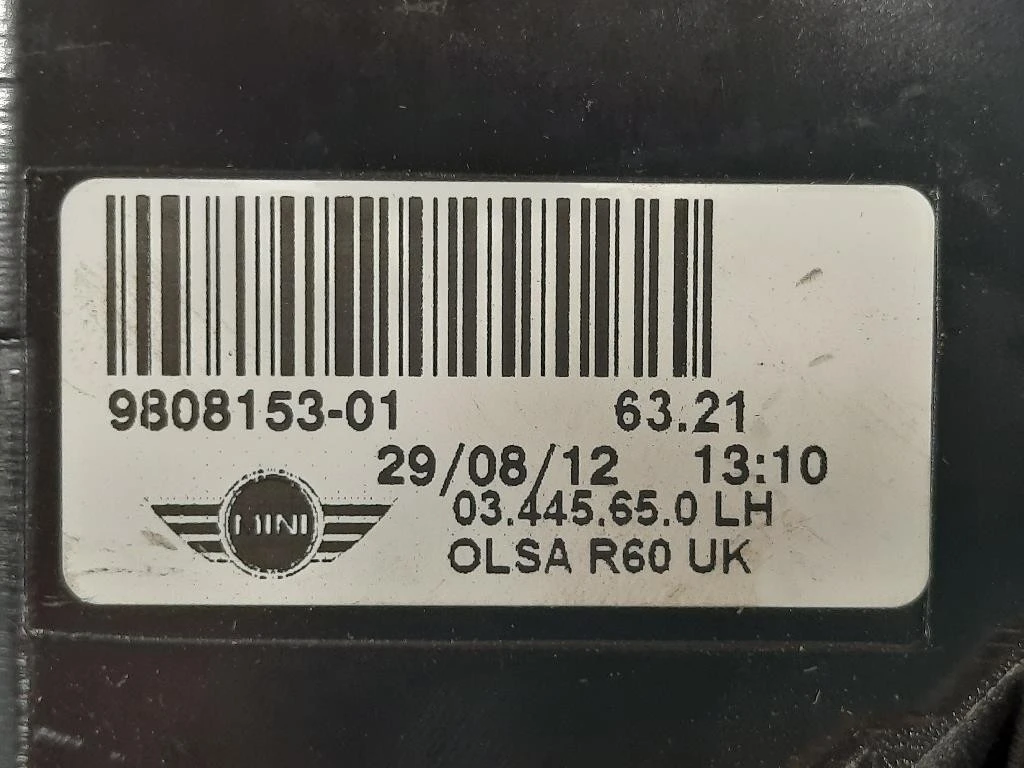 9808153-01 63.21
29/08/12 13:10
03.445.65.0 LH
MINI
OLSA R60 UK